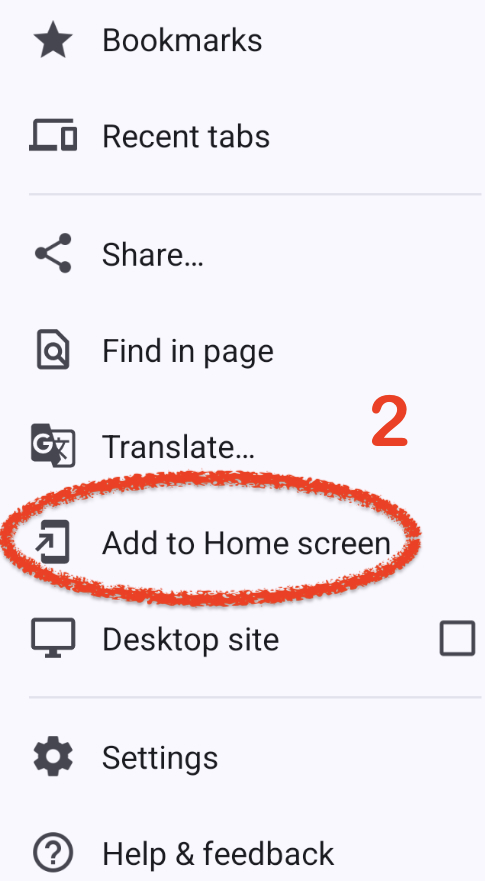 Bookmarks
Recent tabs
Share...
Find in page
2
Translate...
Add to Home screen
Desktop site
Settings
Help & feedback